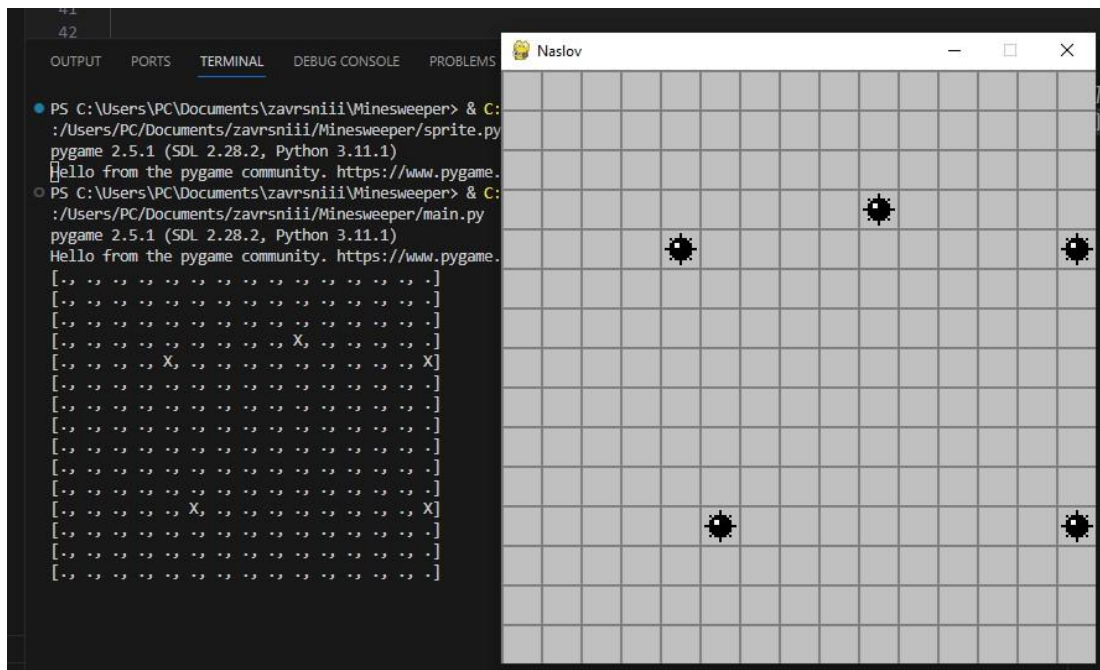 41
42
OUTPUT PORTS TERMINAL DEBUG CONSOLE PROBLEMS
PS C:\Users\PC\Documents\zavrsniii\Minesweeper> & C:
:/Users/PC/Documents/zavrsniii/Minesweeper/sprite.py
pygame 2.5.1 (SDL 2.28.2, Python 3.11.1)
Hello from the pygame community. https://www.pygame.
PS C:\Users\PC\Documents\zavrsniii\Minesweeper> & C:
:/Users/PC/Documents/zavrsniii/Minesweeper/main.py
pygame 2.5.1 (SDL 2.28.2, Python 3.11.1)
Hello from the pygame community. https://www.pygame.
[., ., ., ., ., ., ., ., ., ., ., ., ., ., .]
[., ., ., ., ., ., ., ., ., ., ., ., ., ., .]
[., ., ., ., ., ., ., ., ., ., ., ., ., ., .]
[., ., ., ., ., ., ., ., ., X, ., ., ., ., .]
[., ., ., ., X, ., ., ., ., ., ., ., ., ., X]
[., ., ., ., ., ., ., ., ., ., ., ., ., ., .]
[., ., ., ., ., ., ., ., ., ., ., ., ., ., .]
[., ., ., ., ., ., ., ., ., ., ., ., ., ., .]
[., ., ., ., ., ., ., ., ., ., ., ., ., ., .]
[., ., ., ., ., ., ., ., ., ., ., ., ., ., .]
[., ., ., ., ., ., ., ., ., ., ., ., ., ., .]
[., ., ., ., ., X, ., ., ., ., ., ., ., ., X]
[., ., ., ., ., ., ., ., ., ., ., ., ., ., .]
[., ., ., ., ., ., ., ., ., ., ., ., ., ., .]
[., ., ., ., ., ., ., ., ., ., ., ., ., ., .]
Naslov